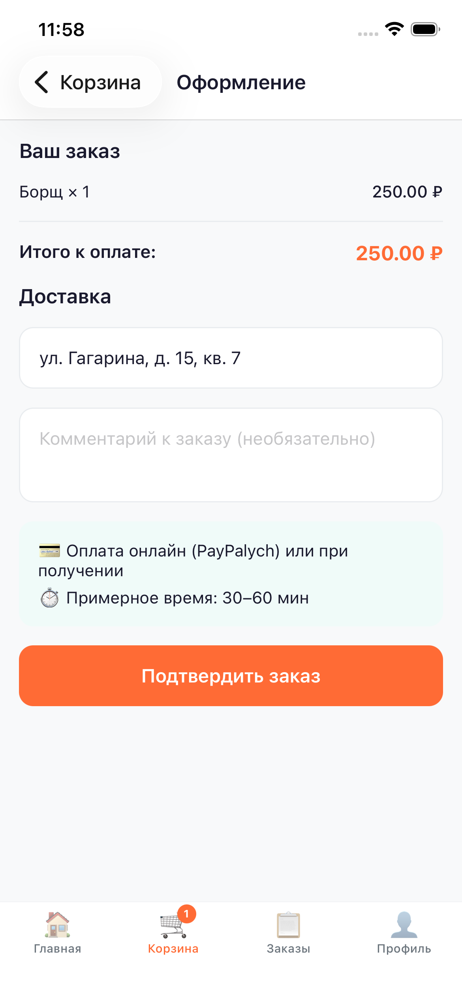 11:58
Корзина
Оформление
Ваш заказ
Борщ × 1
250.00 ₽
Итого к оплате:
250.00 ₽
Доставка
ул. Гагарина, д. 15, кв. 7
Комментарий к заказу (необязательно)
💳 Оплата онлайн (PayPalych) или при
получении
⏱ Примерное время: 30–60 мин
Подтвердить заказ
1
Главная
Корзина
Заказы
Профиль